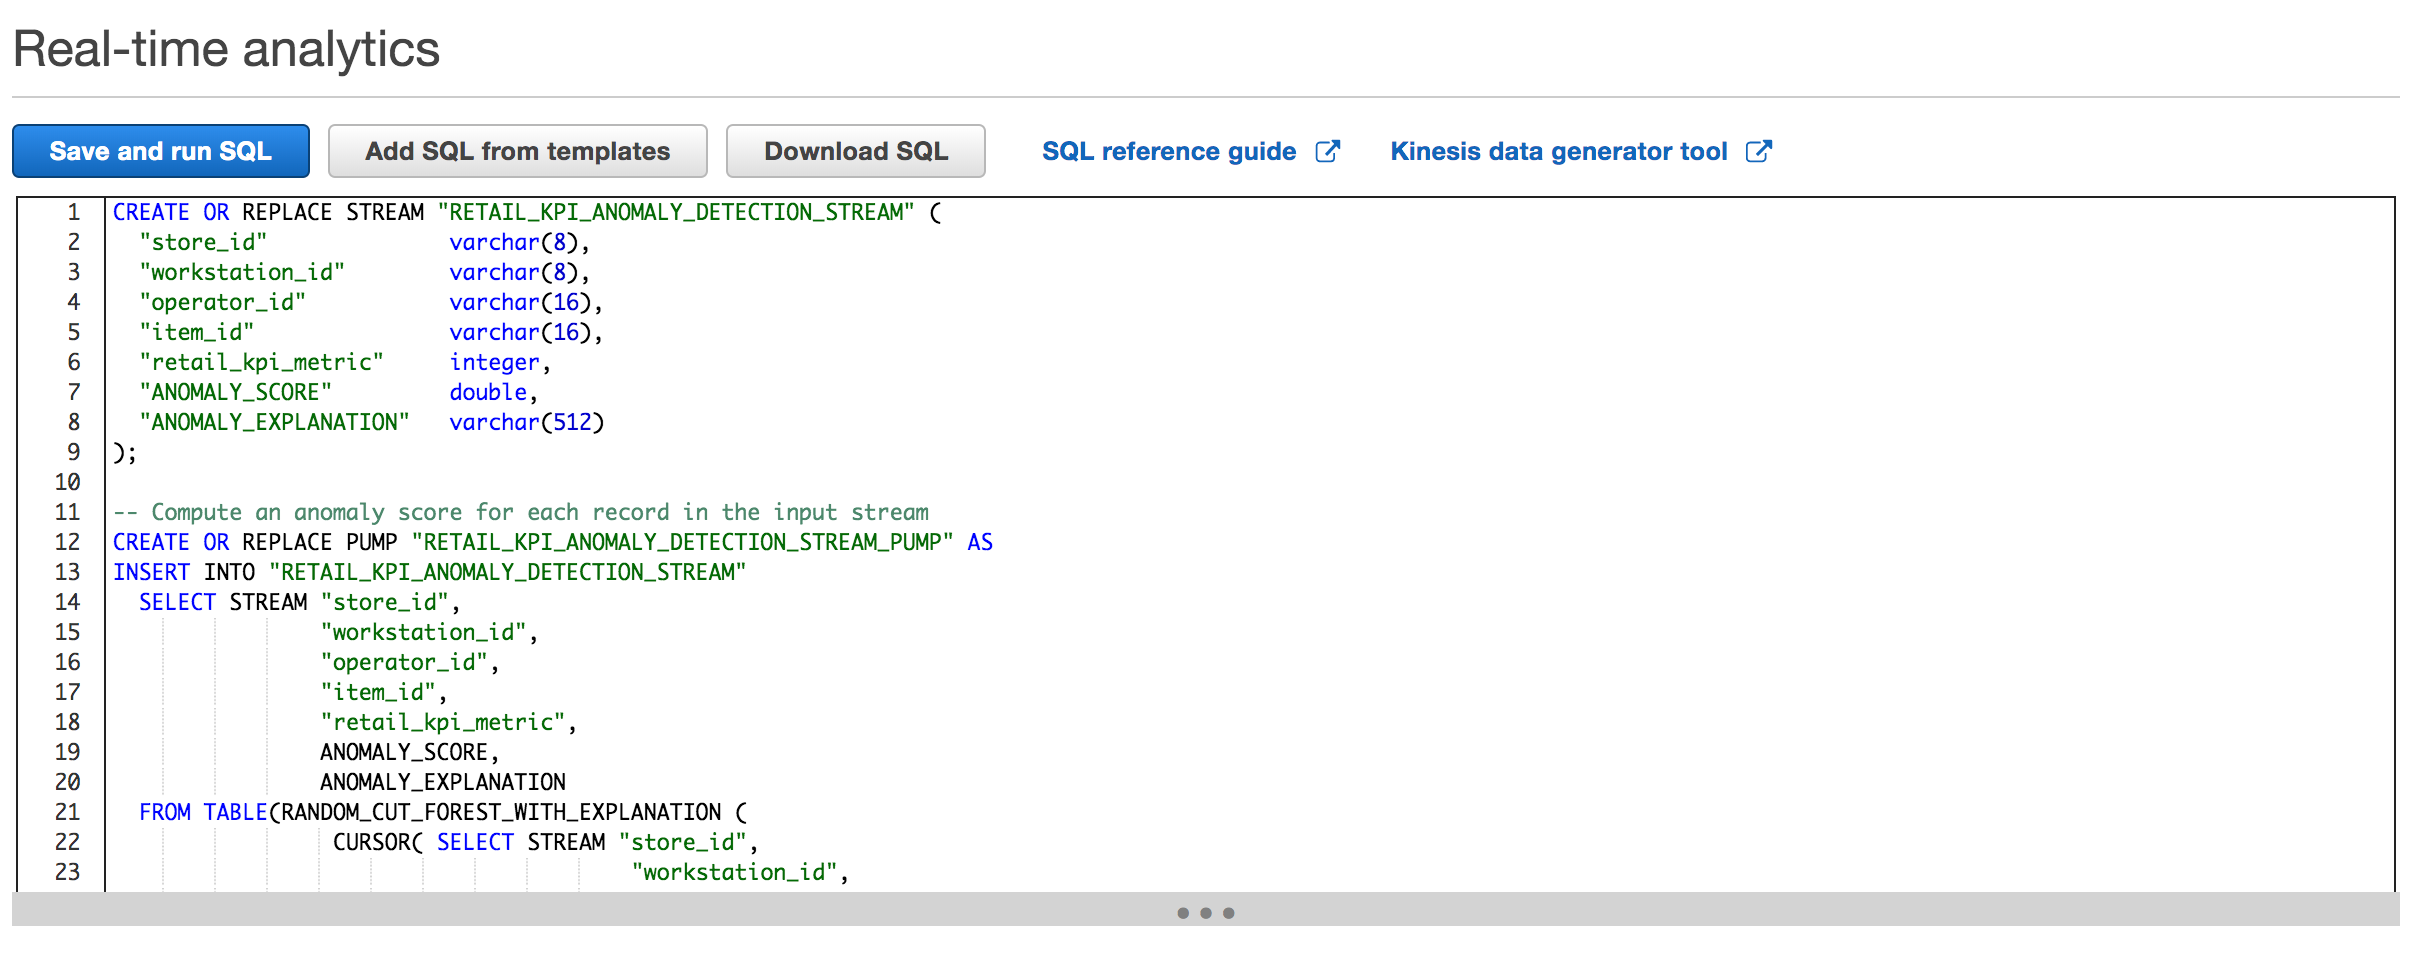 Real-time analytics
Save and run SQL Add SQL from templates Download SQL SQL reference guide Kinesis data generator tool
1 CREATE OR REPLACE STREAM "RETAIL_KPI_ANOMALY_DETECTION_STREAM" (
2 "store_id" varchar(8),
3 "workstation_id" varchar(8),
4 "operator_id" varchar(16),
5 "item_id" varchar(16),
6 "retail_kpi_metric" integer,
7 "ANOMALY_SCORE" double,
8 "ANOMALY_EXPLANATION" varchar(512)
9 );
10
11 -- Compute an anomaly score for each record in the input stream
12 CREATE OR REPLACE PUMP "RETAIL_KPI_ANOMALY_DETECTION_STREAM_PUMP" AS
13 INSERT INTO "RETAIL_KPI_ANOMALY_DETECTION_STREAM"
14 SELECT STREAM "store_id",
15 "workstation_id",
16 "operator_id",
17 "item_id",
18 "retail_kpi_metric",
19 ANOMALY_SCORE,
20 ANOMALY_EXPLANATION
21 FROM TABLE(RANDOM_CUT_FOREST_WITH_EXPLANATION (
22 CURSOR( SELECT STREAM "store_id",
23 "workstation_id",